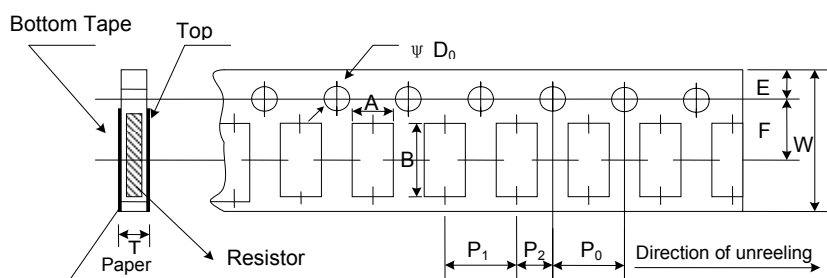 Bottom Tape
Top
ψ D₀
A
B
E
F
W
T
Paper
Resistor
P₁
P₂
P₀
Direction of unreeling